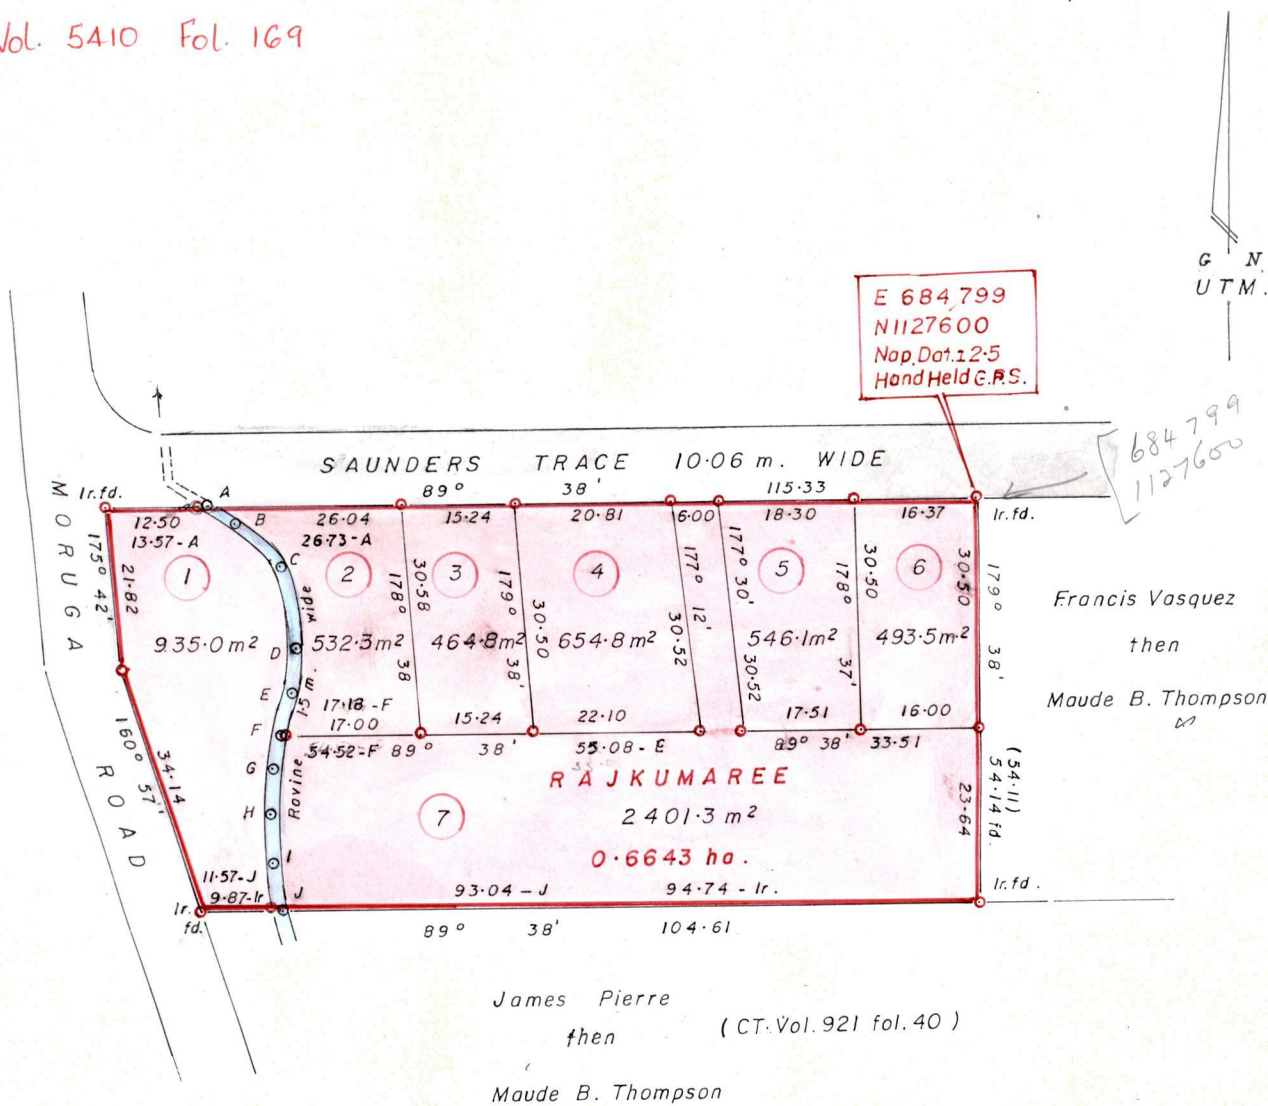 Vol. 5410 Fol. 169
G N.
UTM.
E 684,799
N1127600
Nap. Dat. 12·5
Hand Held G.P.S.
684 799
1127600
SAUNDERS TRACE 10·06 m. WIDE
Ir.fd. A 89° 38' 115·33
12·50 B 26·04 15·24 20·81 6·00 18·30 16·37 Ir.fd.
13·57-A 26·73-A
C
1 2 3 4 5 6
MORUGA ROAD
175° 42'
21·82
178° 38
30·58
179° 38'
30·50
177° 12'
30·52
177° 30'
30·52
178° 37'
30·50
30·50
179° 38'
935·0 m² 532·3 m² 464·8 m² 654·8 m² 546·1 m² 493·5 m²
D
E
F
G
H
I
J
Ravine 1·5 m. wide
Francis Vasquez
then
Maude B. Thompson
17·18-F
17·00 15·24 22·10 17·51 16·00
54·52-F 89° 38' 55·08-E 89° 38' 33·51
160° 57'
34·14
RAJKUMAREE
7 2401·3 m²
0·6643 ha.
23·64
(54·11)
54·14 fd.
11·57-J
9·87-Ir 93·04-J 94·74-Ir. Ir.fd.
Ir.
fd.
89° 38' 104·61
James Pierre
then (CT. Vol. 921 fol. 40)
Maude B. Thompson